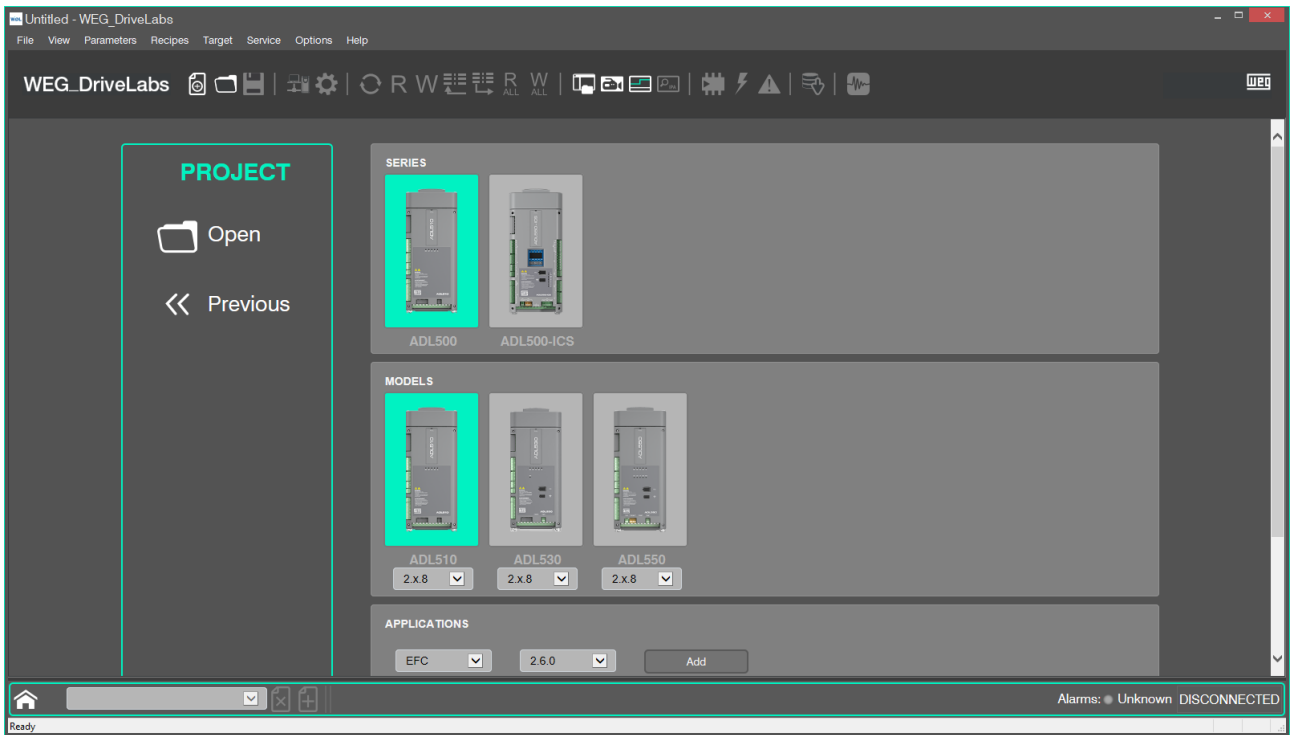 WDL Untitled - WEG_DriveLabs
File View Parameters Recipes Target Service Options Help
WEG_DriveLabs R W R ALL W ALL WEG
PROJECT
Open
Previous
SERIES
ADL500 ADL500-ICS
MODELS
ADL510 ADL530 ADL550
2.x.8 2.x.8 2.x.8
APPLICATIONS
EFC 2.6.0 Add
Alarms: Unknown DISCONNECTED
Ready